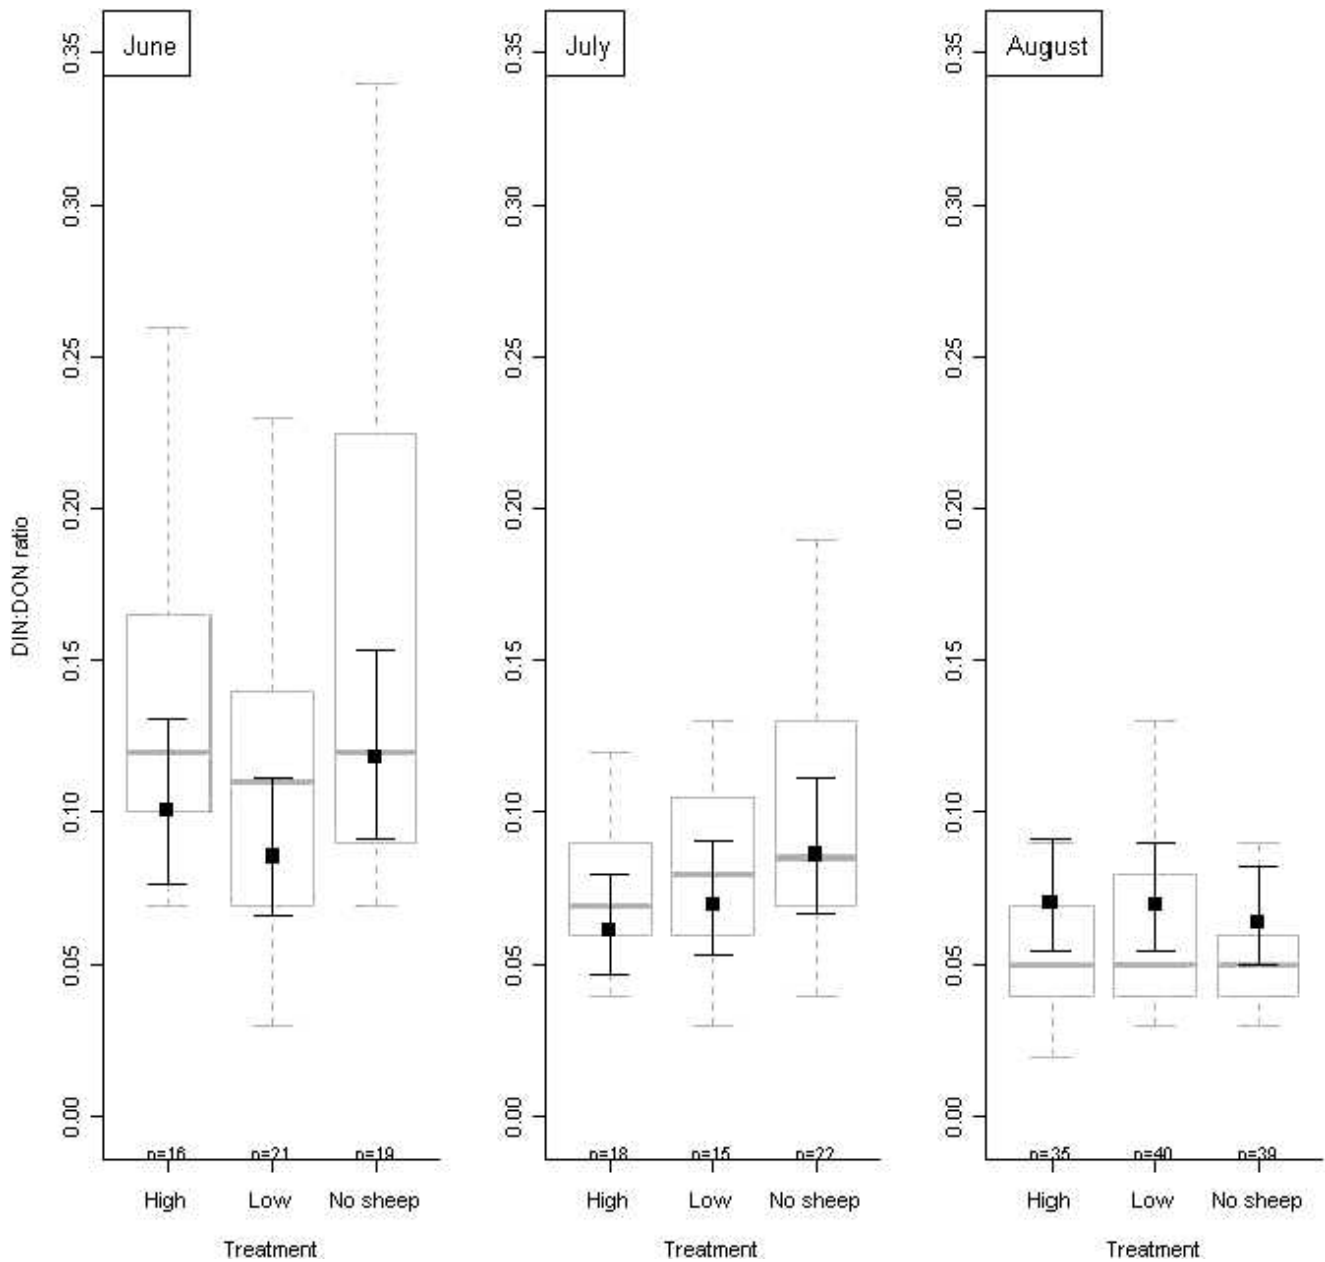 June
July
August
DIN:DON ratio
0.35
0.30
0.25
0.20
0.15
0.10
0.05
0.00
0.35
0.30
0.25
0.20
0.15
0.10
0.05
0.00
0.35
0.30
0.25
0.20
0.15
0.10
0.05
0.00
n=16 n=21 n=19
n=18 n=15 n=22
n=35 n=40 n=39
High Low No sheep
High Low No sheep
High Low No sheep
Treatment
Treatment
Treatment